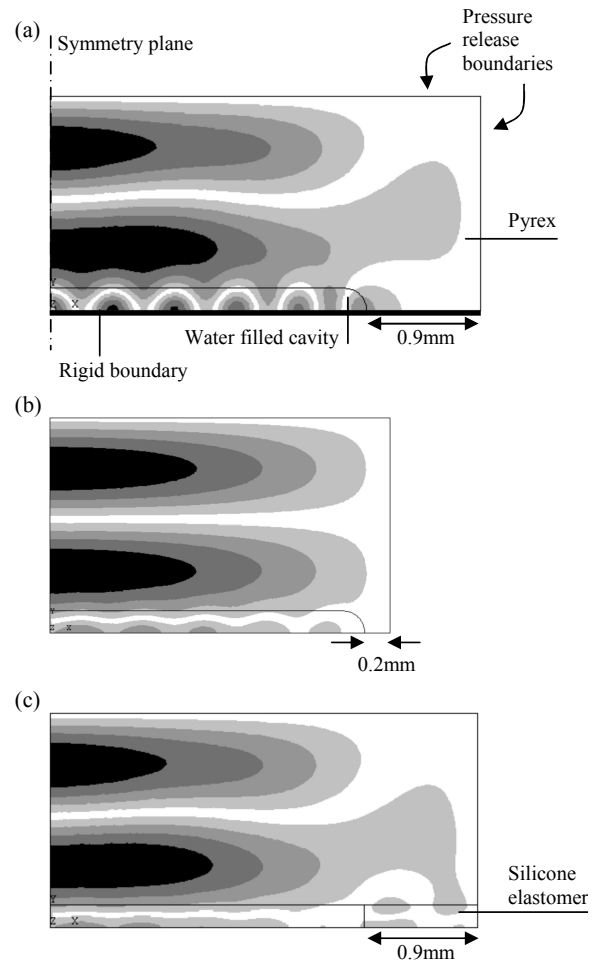 (a)
Symmetry plane
Pressure
release
boundaries
Pyrex
Y
Z X
Water filled cavity
0.9mm
Rigid boundary
(b)
Y
Z X
0.2mm
(c)
Y
Z X
Silicone
elastomer
0.9mm